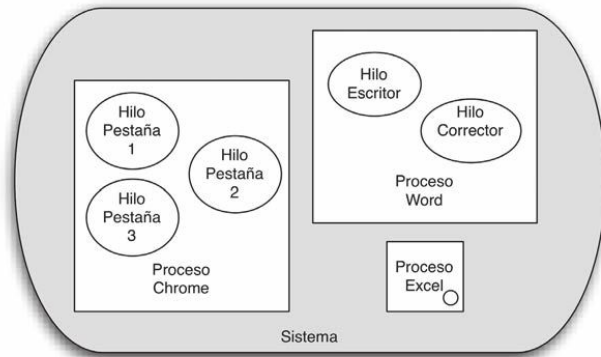 Hilo
Pestaña
1
Hilo
Pestaña
2
Hilo
Pestaña
3
Proceso
Chrome
Hilo
Escritor
Hilo
Corrector
Proceso
Word
Proceso
Excel
Sistema